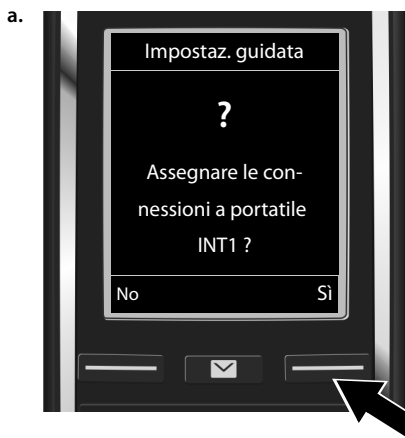 a.
Impostaz. guidata
?
Assegnare le con-
nessioni a portatile
INT1 ?
No Sì